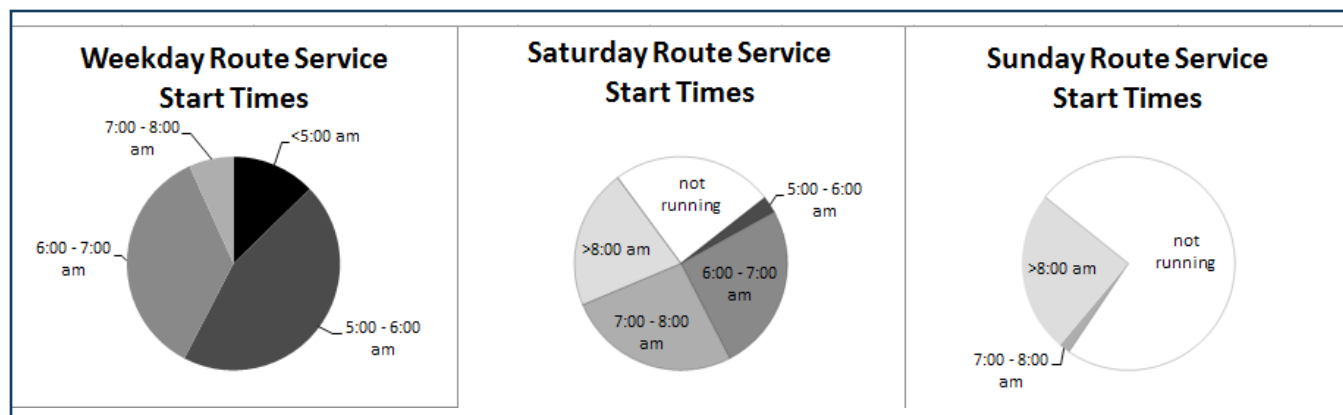 Weekday Route Service
Start Times
7:00 - 8:00
am
<5:00 am
6:00 - 7:00
am
5:00 - 6:00
am
Saturday Route Service
Start Times
not
running
5:00 - 6:00
am
>8:00 am
6:00 - 7:00
am
7:00 - 8:00
am
Sunday Route Service
Start Times
not
running
>8:00 am
7:00 - 8:00
am